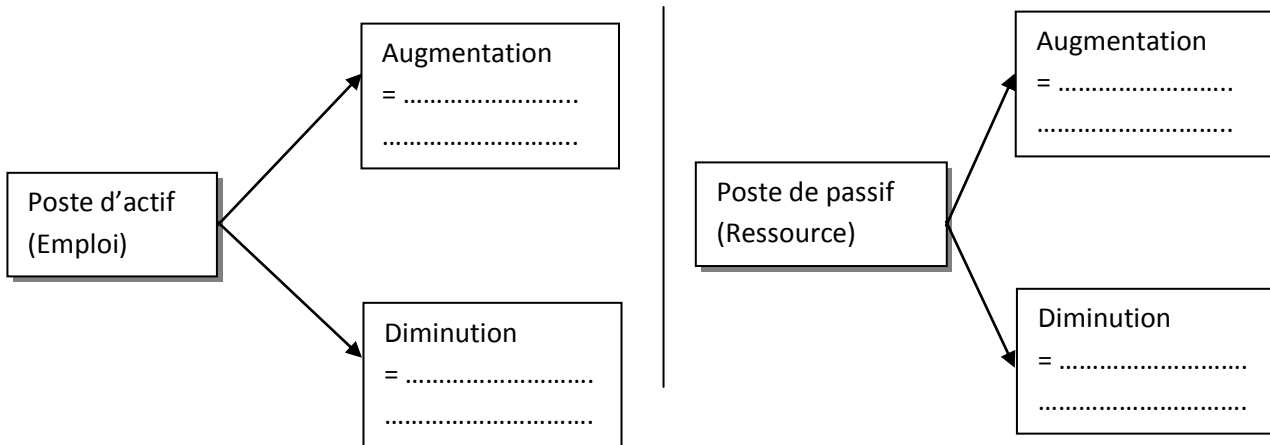 Poste d’actif
(Emploi)
Augmentation
= ………………………..
………………………..
Diminution
= ……………………….
……………………….…
Poste de passif
(Ressource)
Augmentation
= ……………………..
………………………..
Diminution
= ……………………….
……………………….…